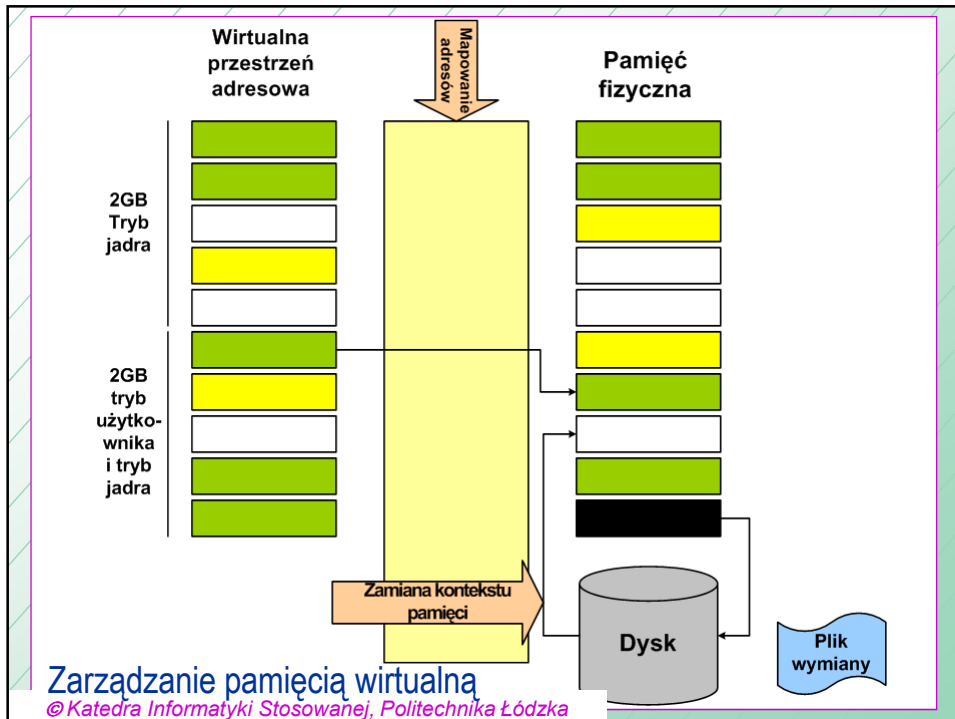 Wirtualna
przestrzeń
adresowa
Mapowanie
adresów
Pamięć
fizyczna
2GB
Tryb
jadra
2GB
tryb
użytko-
wnika
i tryb
jadra
Zamiana kontekstu
pamięci
Dysk
Plik
wymiany
Zarządzanie pamięcią wirtualną
© Katedra Informatyki Stosowanej, Politechnika Łódzka